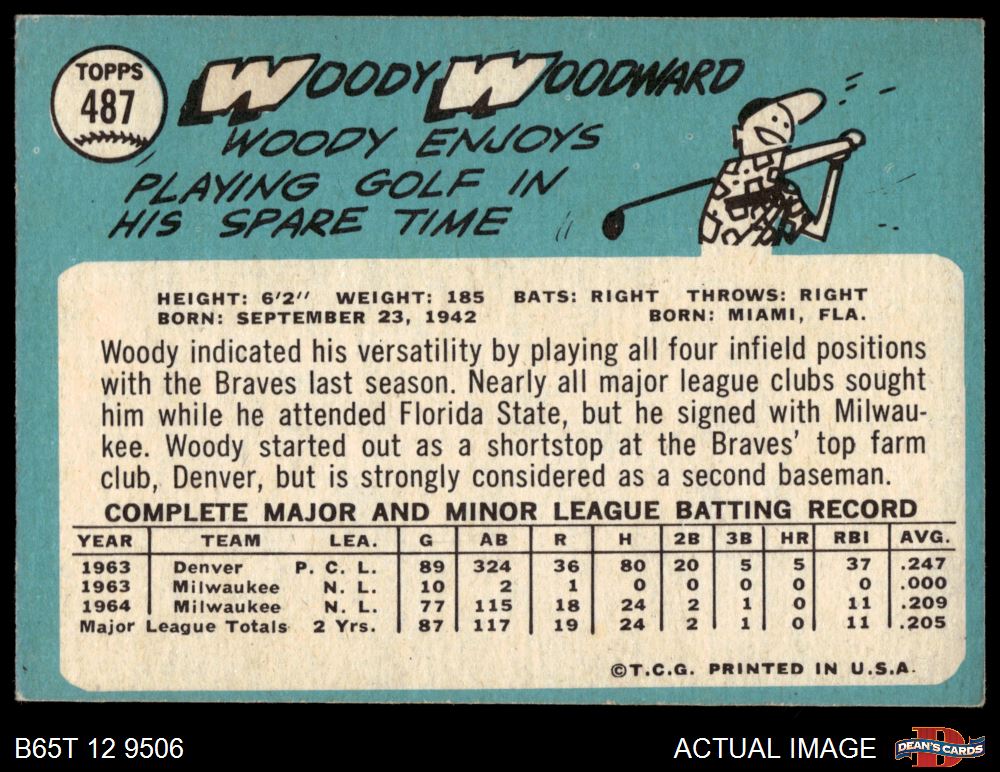 TOPPS
487
WOODY WOODWARD
WOODY ENJOYS
PLAYING GOLF IN
HIS SPARE TIME
HEIGHT: 6'2" WEIGHT: 185 BATS: RIGHT THROWS: RIGHT
BORN: SEPTEMBER 23, 1942 BORN: MIAMI, FLA.
Woody indicated his versatility by playing all four infield positions
with the Braves last season. Nearly all major league clubs sought
him while he attended Florida State, but he signed with Milwau-
kee. Woody started out as a shortstop at the Braves' top farm
club, Denver, but is strongly considered as a second baseman.
COMPLETE MAJOR AND MINOR LEAGUE BATTING RECORD
YEAR TEAM LEA. G AB R H 2B 3B HR RBI AVG.
1963 Denver P. C. L. 89 324 36 80 20 5 5 37 .247
1963 Milwaukee N. L. 10 2 1 0 0 0 0 0 .000
1964 Milwaukee N. L. 77 115 18 24 2 1 0 11 .209
Major League Totals 2 Yrs. 87 117 19 24 2 1 0 11 .205
©T.C.G. PRINTED IN U.S.A.
B65T 12 9506 ACTUAL IMAGE DEAN'S CARDS